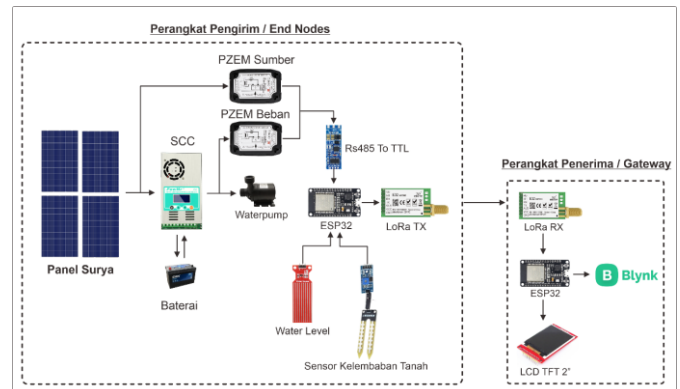 Perangkat Pengirim / End Nodes
PZEM Sumber
PZEM Beban
SCC
Rs485 To TTL
Waterpump
ESP32
LoRa TX
Panel Surya
Baterai
Water Level
Sensor Kelembaban Tanah
Perangkat Penerima / Gateway
LoRa RX
ESP32
B Blynk
LCD TFT 2"